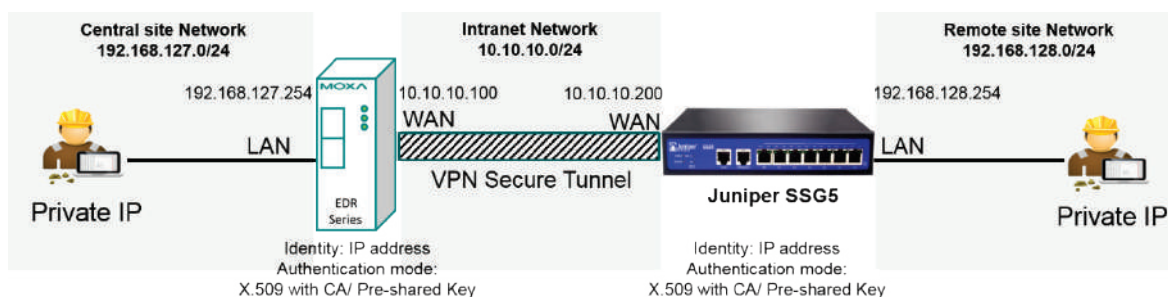 Central site Network
192.168.127.0/24
Intranet Network
10.10.10.0/24
Remote site Network
192.168.128.0/24
192.168.127.254
MOXA
10.10.10.100
10.10.10.200
192.168.128.254
LAN
WAN
WAN
LAN
VPN Secure Tunnel
Private IP
EDR
Series
Juniper SSG5
Private IP
Identity: IP address
Authentication mode:
X.509 with CA/ Pre-shared Key
Identity: IP address
Authentication mode:
X.509 with CA/ Pre-shared Key